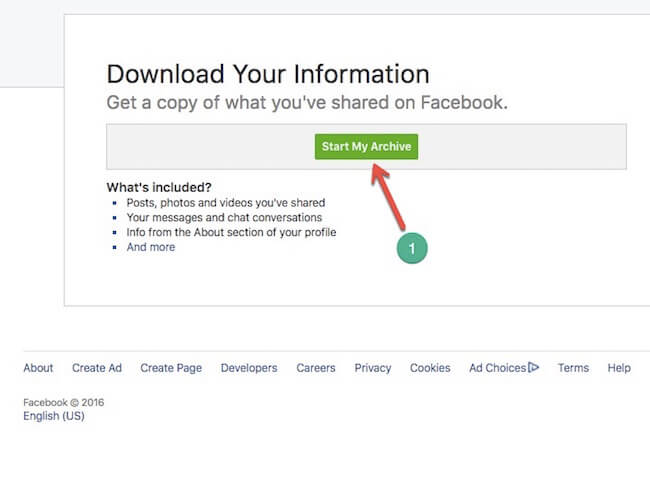 Download Your Information
Get a copy of what you've shared on Facebook.
Start My Archive
What's included?
Posts, photos and videos you've shared
Your messages and chat conversations
Info from the About section of your profile
And more
1
About Create Ad Create Page Developers Careers Privacy Cookies Ad Choices Terms Help
Facebook © 2016
English (US)